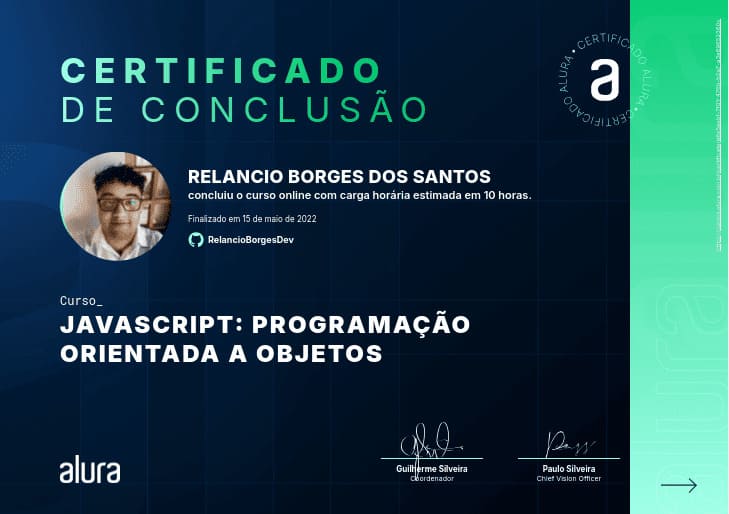 CERTIFICADO
DE CONCLUSÃO
CERTIFICADO ALURA • CERTIFICADO ALURA •
a
RELANCIO BORGES DOS SANTOS
concluiu o curso online com carga horária estimada em 10 horas.
Finalizado em 15 de maio de 2022
RelancioBorgesDev
Curso_
JAVASCRIPT: PROGRAMAÇÃO
ORIENTADA A OBJETOS
alura
Guilherme Silveira
Coordenador
Paulo Silveira
Chief Vision Officer
alura